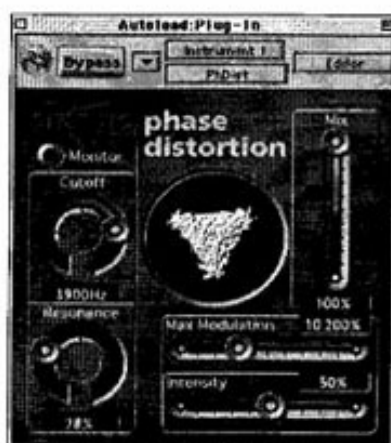 Autoload:Plug-In
Bypass
Instrument 1
PhDist
Editor
phase
distortion
Mix
Monitor
Cutoff
1900Hz
100%
Resonance
Max Modulation
10 200%
Intensity
50%
78%